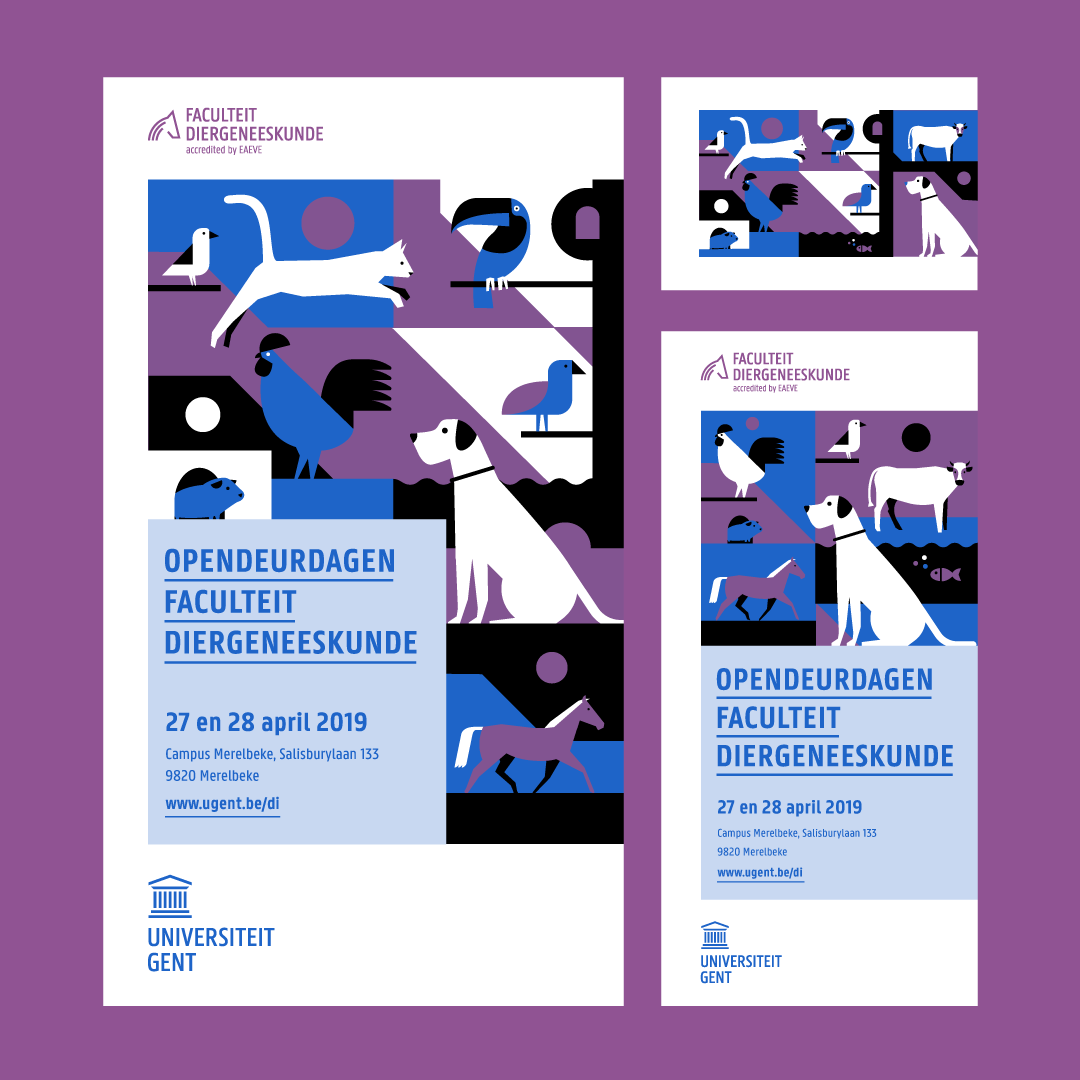 FACULTEIT
DIERGENEESKUNDE
accredited by EAEVE
OPENDEURDAGEN
FACULTEIT
DIERGENEESKUNDE
27 en 28 april 2019
Campus Merelbeke, Salisburylaan 133
9820 Merelbeke
www.ugent.be/di
UNIVERSITEIT
GENT
FACULTEIT
DIERGENEESKUNDE
accredited by EAEVE
OPENDEURDAGEN
FACULTEIT
DIERGENEESKUNDE
27 en 28 april 2019
Campus Merelbeke, Salisburylaan 133
9820 Merelbeke
www.ugent.be/di
UNIVERSITEIT
GENT